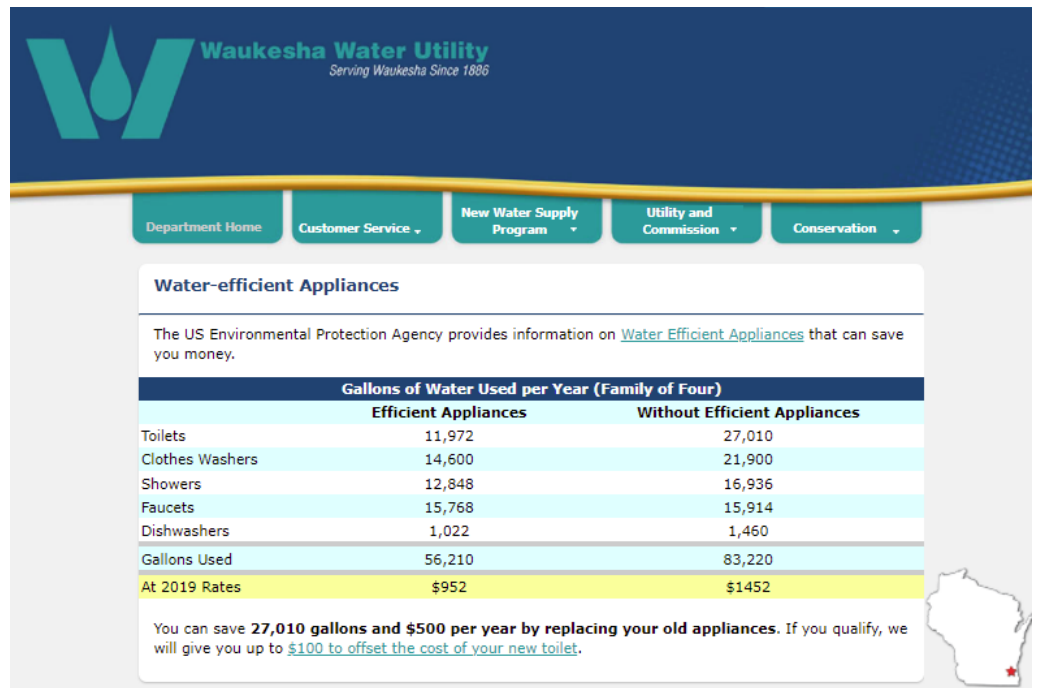 Waukesha Water Utility
Serving Waukesha Since 1886
Department Home
Customer Service
New Water Supply
Program
Utility and
Commission
Conservation
Water-efficient Appliances
The US Environmental Protection Agency provides information on Water Efficient Appliances that can save
you money.
Gallons of Water Used per Year (Family of Four)
Efficient Appliances Without Efficient Appliances
Toilets 11,972 27,010
Clothes Washers 14,600 21,900
Showers 12,848 16,936
Faucets 15,768 15,914
Dishwashers 1,022 1,460
Gallons Used 56,210 83,220
At 2019 Rates $952 $1452
You can save 27,010 gallons and $500 per year by replacing your old appliances. If you qualify, we
will give you up to $100 to offset the cost of your new toilet.